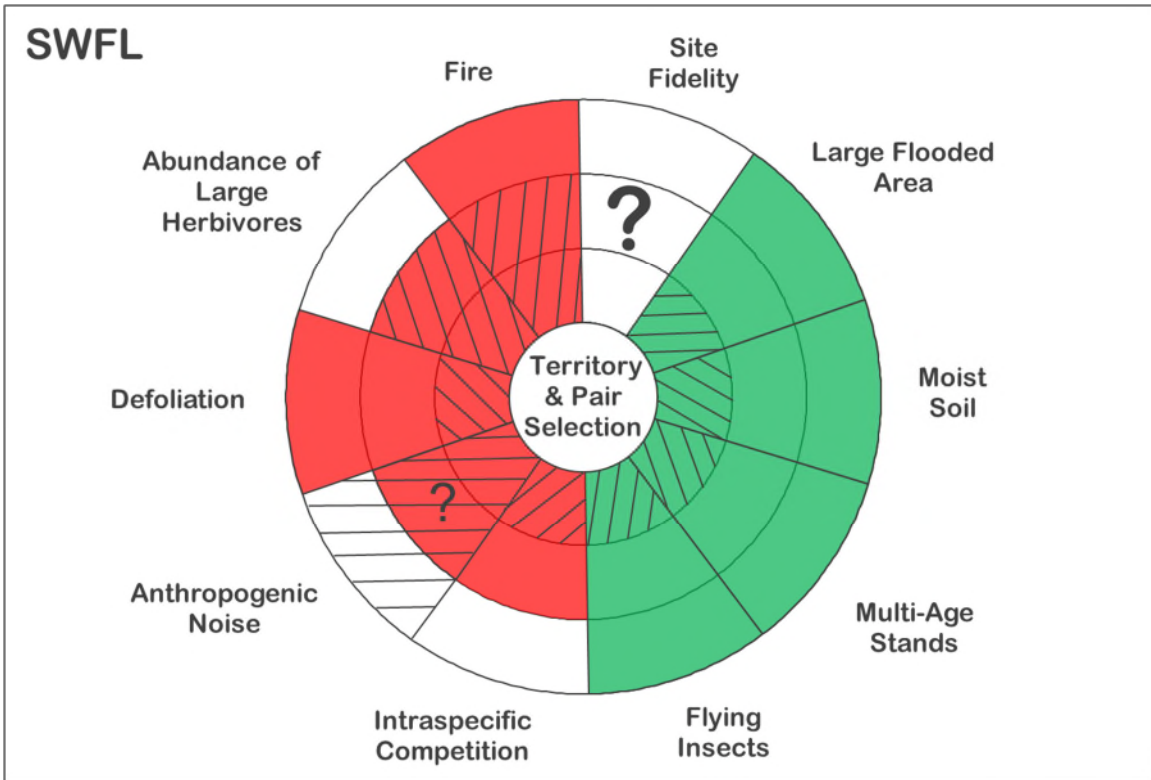 SWFL
Fire
Site
Fidelity
Large Flooded
Area
Moist
Soil
Multi-Age
Stands
Flying
Insects
Intraspecific
Competition
Anthropogenic
Noise
Defoliation
Abundance of
Large
Herbivores
?
?
Territory
& Pair
Selection